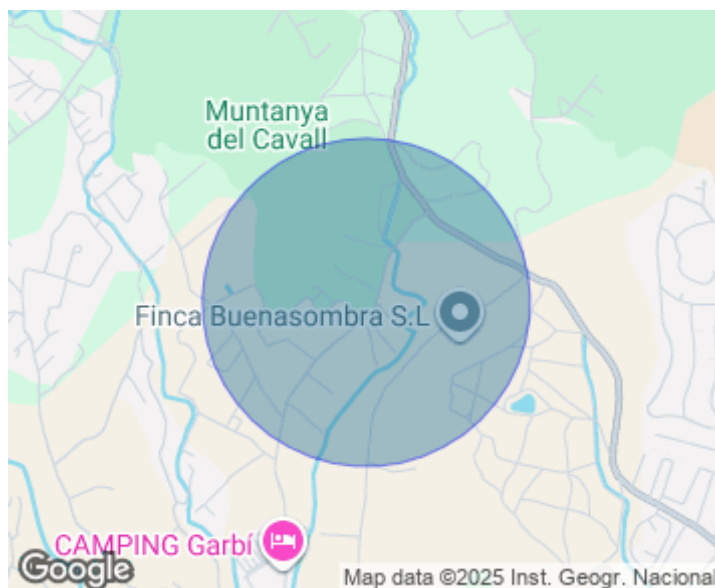 Muntanya
del Cavall
Finca Buenasombra S.L
CAMPING Garbí
Google
Map data ©2025 Inst. Geogr. Nacional